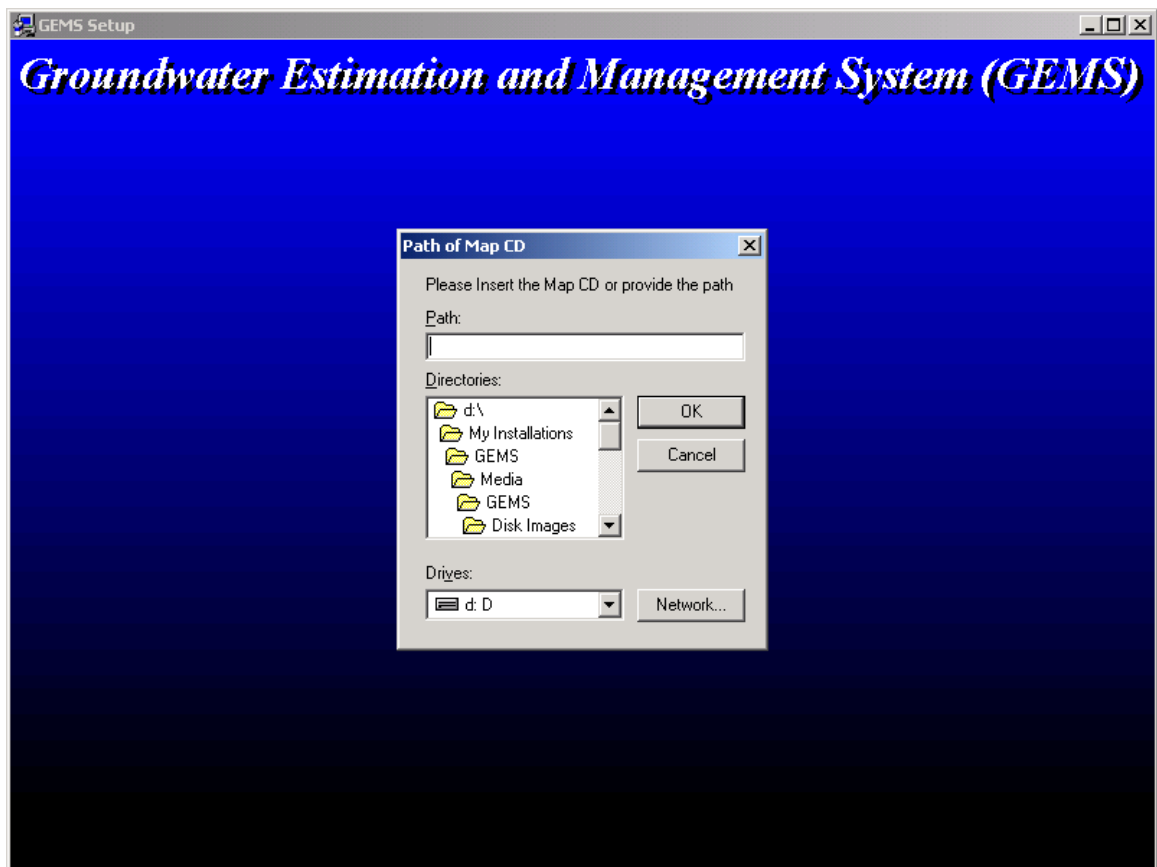 GEMS Setup
Groundwater Estimation and Management System (GEMS)
Path of Map CD
Please Insert the Map CD or provide the path
Path:
Directories:
d:\
My Installations
GEMS
Media
GEMS
Disk Images
OK
Cancel
Drives:
d: D
Network...